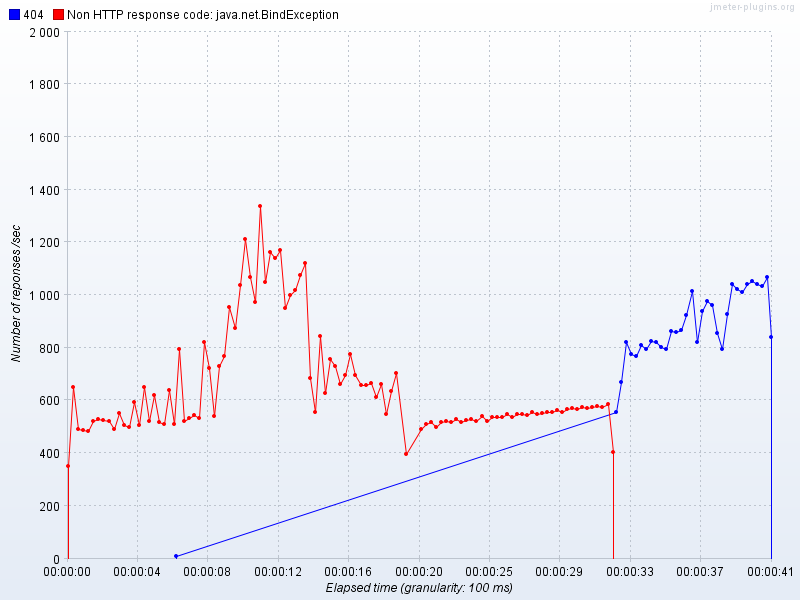 jmeter-plugins.org
404 Non HTTP response code: java.net.BindException
2 000
1 800
1 600
1 400
1 200
1 000
800
600
400
200
0
Number of reponses /sec
00:00:00 00:00:04 00:00:08 00:00:12 00:00:16 00:00:20 00:00:25 00:00:29 00:00:33 00:00:37 00:00:41
Elapsed time (granularity: 100 ms)